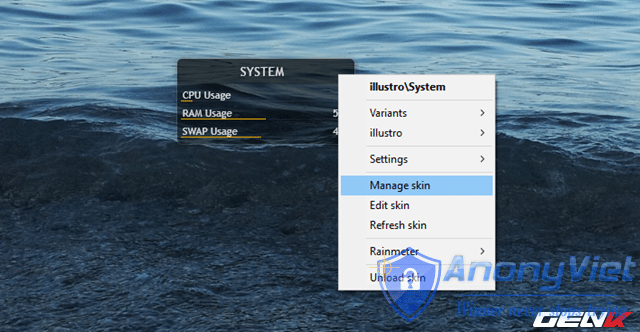 SYSTEM
CPU Usage
RAM Usage 5
SWAP Usage 4
illustro\System
Variants
illustro
Settings
Manage skin
Edit skin
Refresh skin
Rainmeter
Unload skin
AnonyViet
GENK